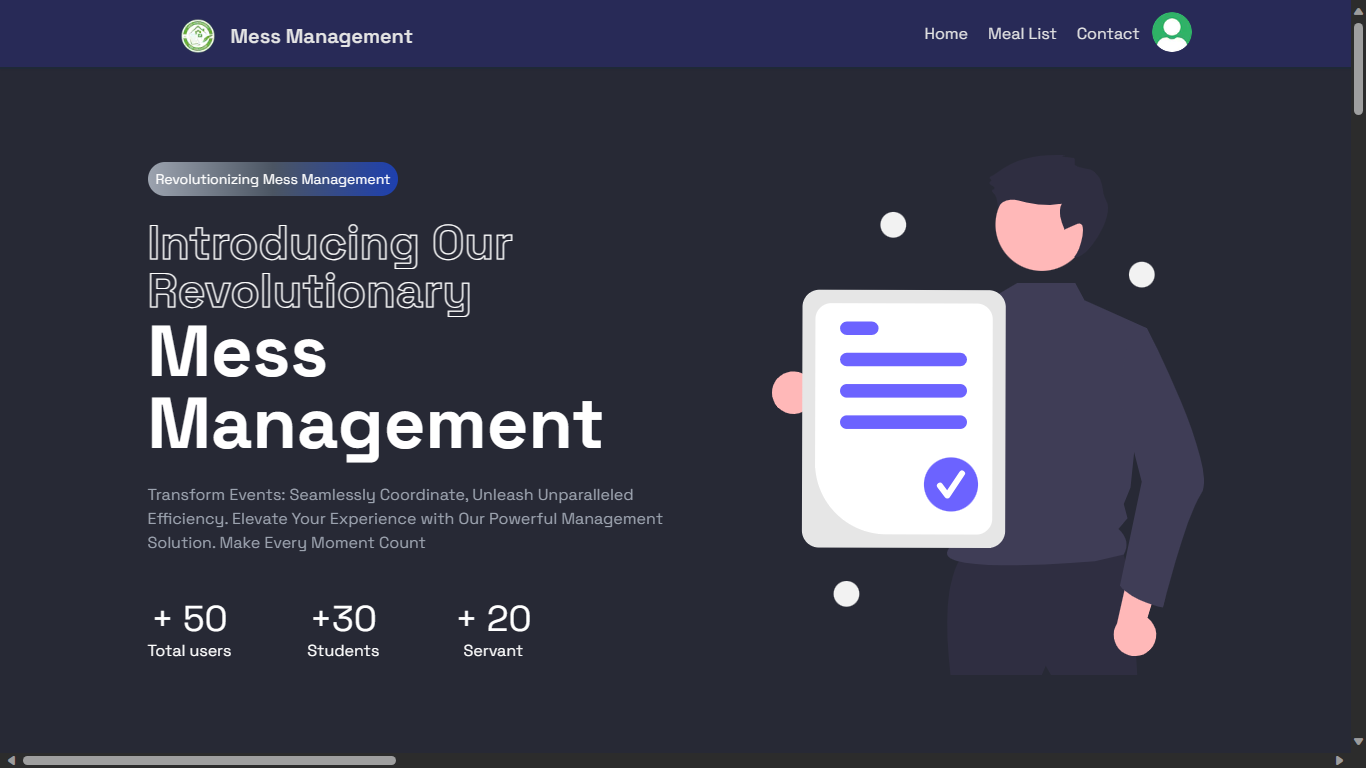 Mess Management
Home
Meal List
Contact
Revolutionizing Mess Management
Introducing Our
Revolutionary
Mess
Management
Transform Events: Seamlessly Coordinate, Unleash Unparalleled
Efficiency. Elevate Your Experience with Our Powerful Management
Solution. Make Every Moment Count
+ 50
Total users
+30
Students
+ 20
Servant